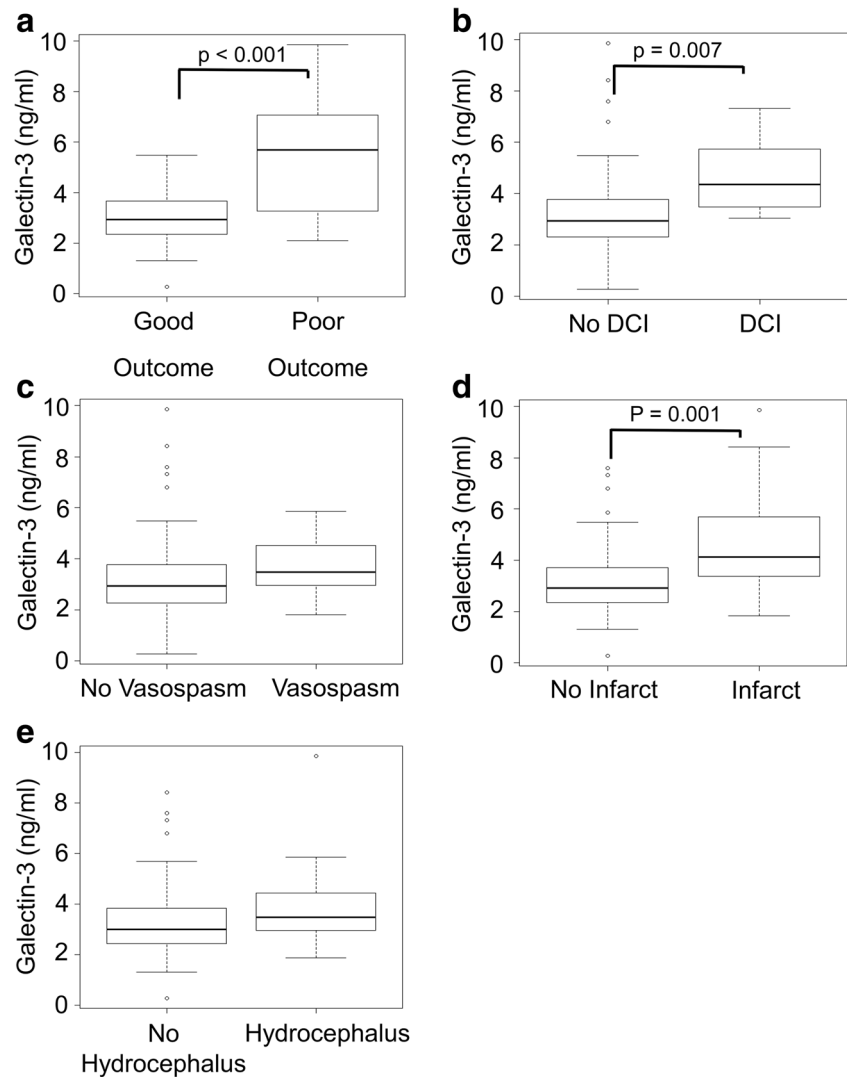 a
p < 0.001
Galectin-3 (ng/ml)
10
8
6
4
2
0
Good Poor
Outcome Outcome
b
p = 0.007
Galectin-3 (ng/ml)
10
8
6
4
2
0
No DCI DCI
c
Galectin-3 (ng/ml)
10
8
6
4
2
0
No Vasospasm Vasospasm
d
P = 0.001
Galectin-3 (ng/ml)
10
8
6
4
2
0
No Infarct Infarct
e
Galectin-3 (ng/ml)
10
8
6
4
2
0
No Hydrocephalus
Hydrocephalus